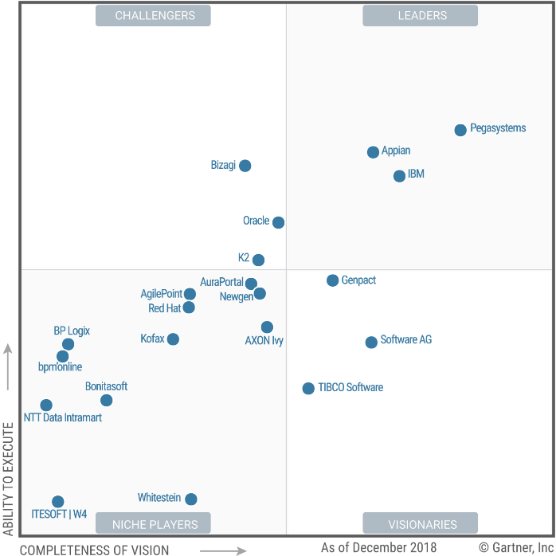 CHALLENGERS
LEADERS
Pegasystems
Appian
Bizagi
IBM
Oracle
K2
AuraPortal
Genpact
AgilePoint
Newgen
Red Hat
BP Logix
Kofax
AXON Ivy
Software AG
bpm'online
Bonitasoft
TIBCO Software
NTT Data Intramart
Whitestein
ITESOFT | W4
NICHE PLAYERS
VISIONARIES
ABILITY TO EXECUTE
COMPLETENESS OF VISION
As of December 2018
© Gartner, Inc